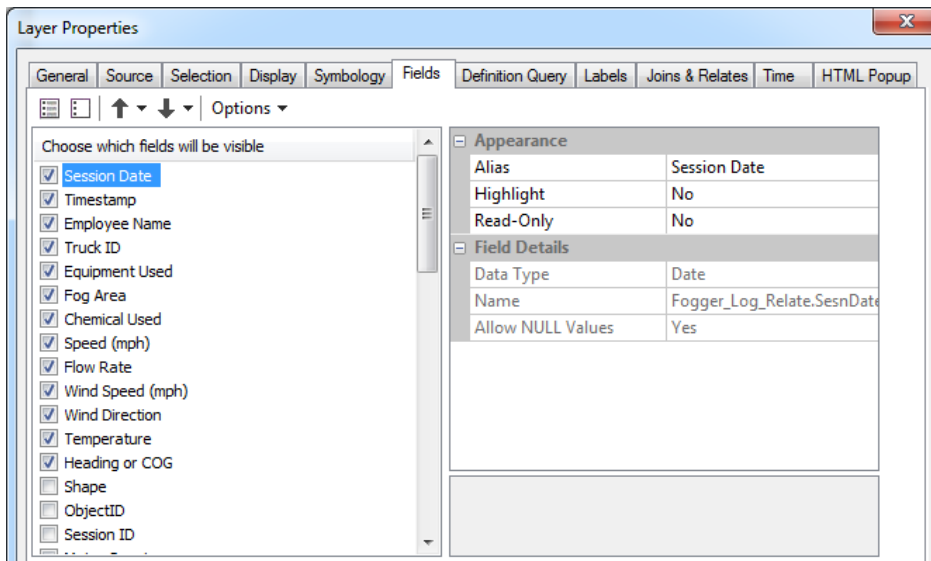 Layer Properties
General Source Selection Display Symbology Fields Definition Query Labels Joins & Relates Time HTML Popup
Options
Choose which fields will be visible
Session Date
Timestamp
Employee Name
Truck ID
Equipment Used
Fog Area
Chemical Used
Speed (mph)
Flow Rate
Wind Speed (mph)
Wind Direction
Temperature
Heading or COG
Shape
ObjectID
Session ID
Appearance
Alias Session Date
Highlight No
Read-Only No
Field Details
Data Type Date
Name Fogger_Log_Relate.SesnDate
Allow NULL Values Yes